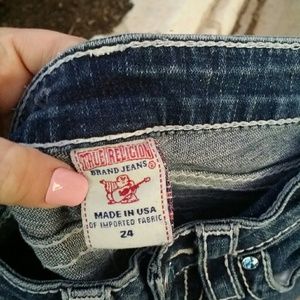 TRUE RELIGION
BRAND JEANS ®
MADE IN USA
OF IMPORTED FABRIC
24